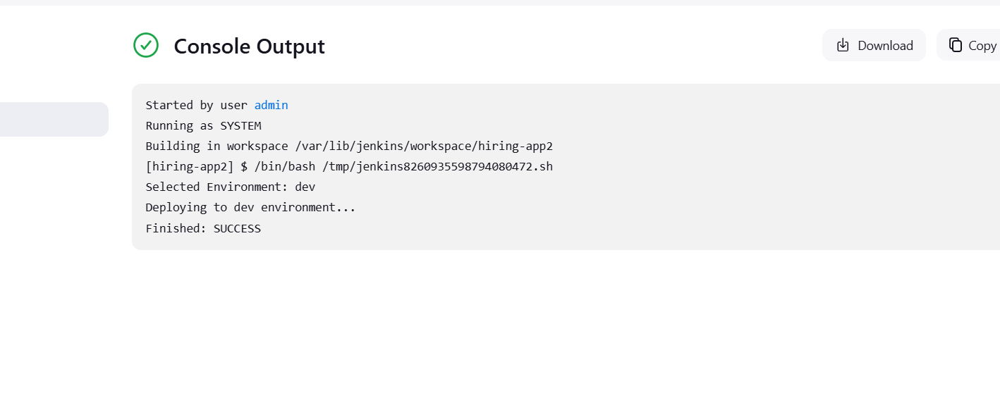 Console Output
Download
Copy
Started by user admin
Running as SYSTEM
Building in workspace /var/lib/jenkins/workspace/hiring-app2
[hiring-app2] $ /bin/bash /tmp/jenkins8260935598794080472.sh
Selected Environment: dev
Deploying to dev environment...
Finished: SUCCESS